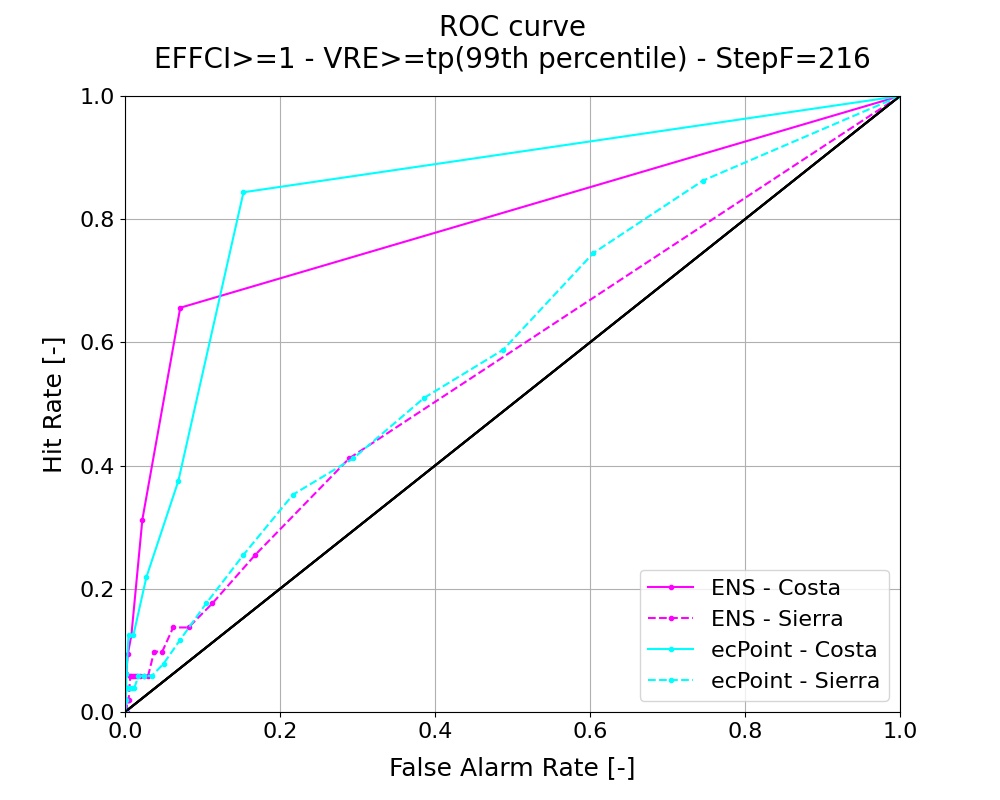 ROC curve
EFFCI>=1 - VRE>=tp(99th percentile) - StepF=216
1.0
0.8
0.6
0.4
0.2
0.0
Hit Rate [-]
0.0 0.2 0.4 0.6 0.8 1.0
False Alarm Rate [-]
ENS - Costa
ENS - Sierra
ecPoint - Costa
ecPoint - Sierra